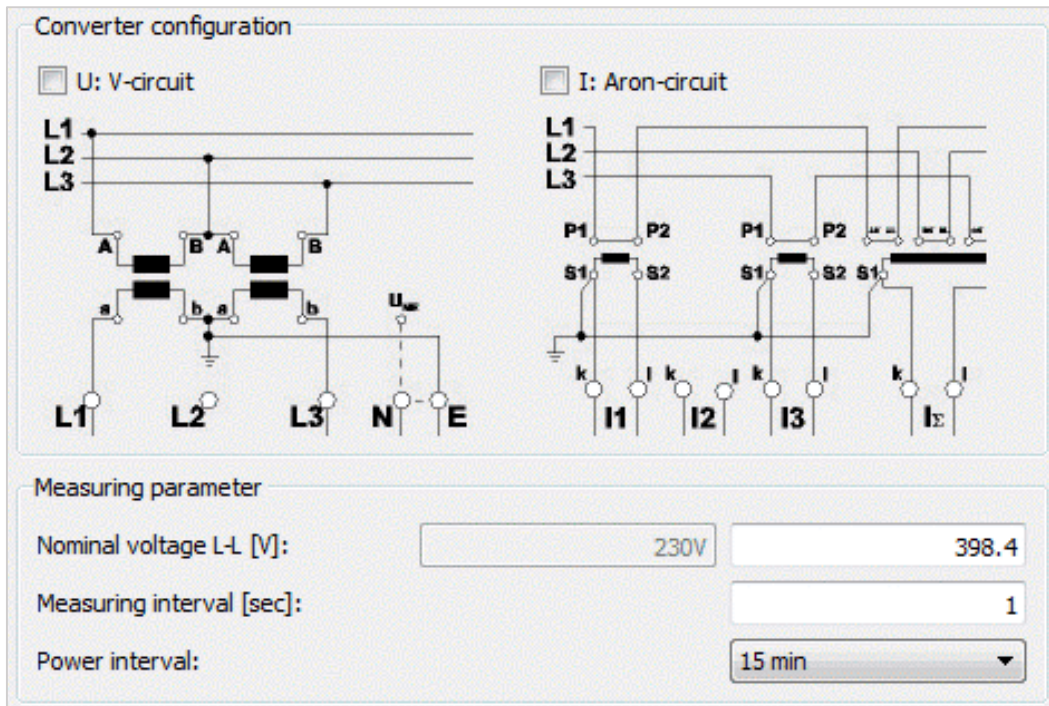 Converter configuration
U: V-circuit
I: Aron-circuit
L1
L2
L3
A B A B
a b a b
L1 L2 L3 N E
L1
L2
L3
P1 P2 P1 P2
S1 S2 S1 S2 S1
k l k l k l k l
I1 I2 I3 IΣ
Measuring parameter
Nominal voltage L-L [V]: 230V 398.4
Measuring interval [sec]: 1
Power interval: 15 min